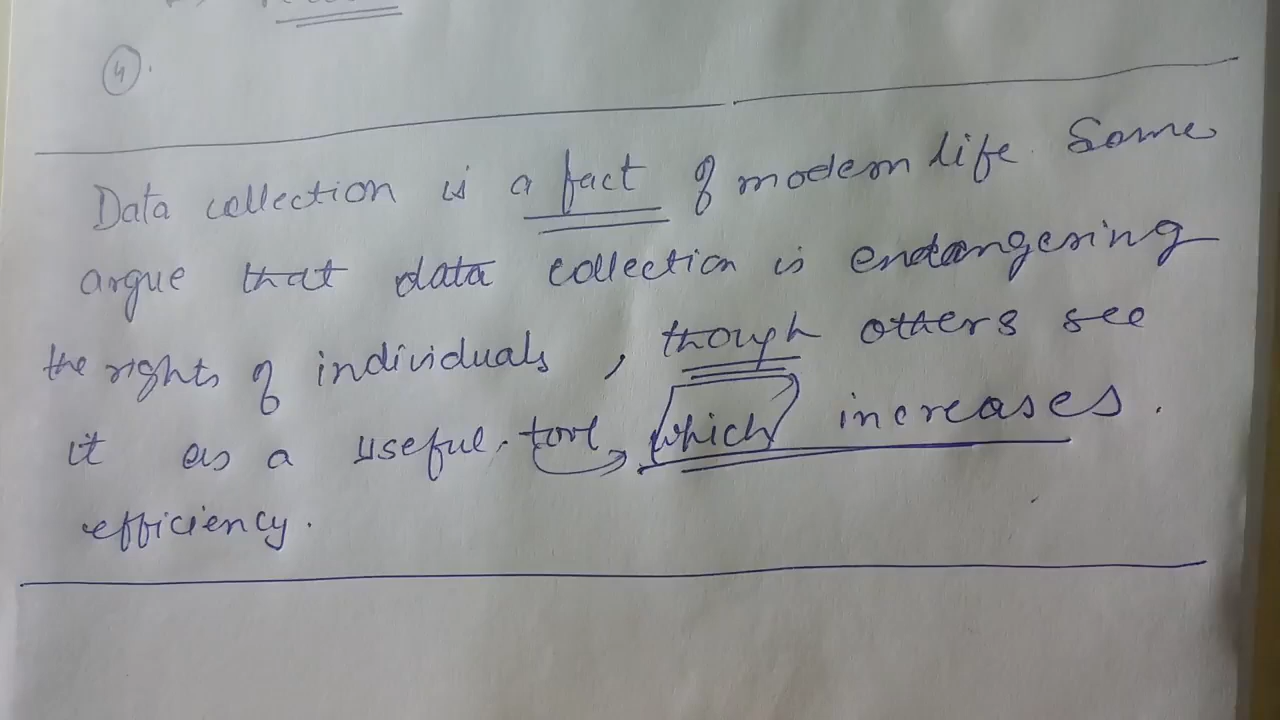 4.
Data collection is a fact of modern life. Some
argue that data collection is endangering
the rights of individuals, though others see
it as a useful tool, which increases.
efficiency.